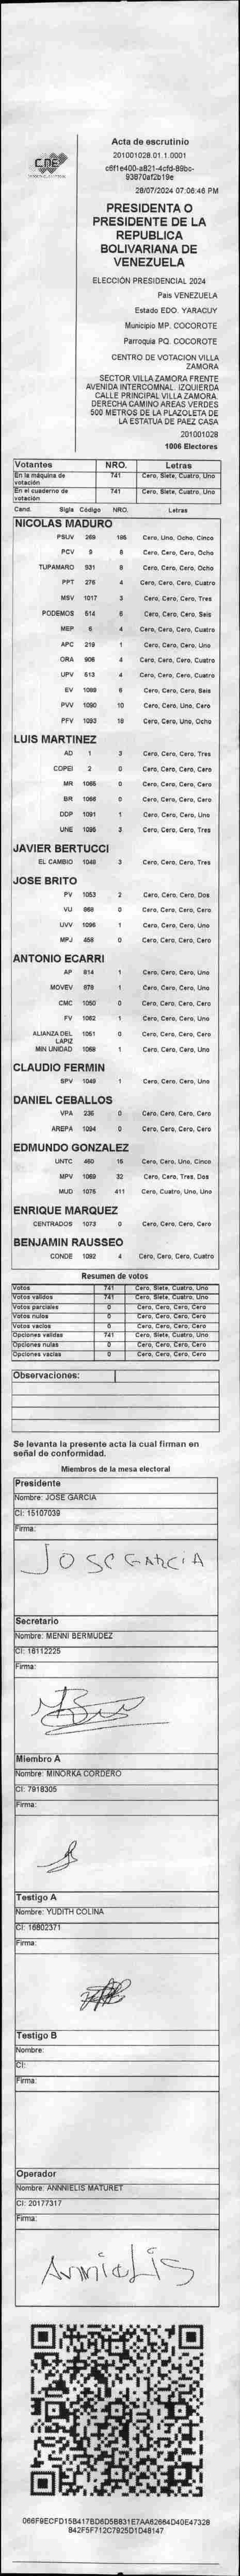 CNE
Acta de escrutinio
201001028.01.1.0001
c6f1e400-a821-4cfd-89bc-
93870af2b19e
28/07/2024 07:06:46 PM
PRESIDENTA O
PRESIDENTE DE LA
REPUBLICA
BOLIVARIANA DE
VENEZUELA
ELECCIÓN PRESIDENCIAL 2024
Pais VENEZUELA
Estado EDO. YARACUY
Municipio MP. COCOROTE
Parroquia PQ. COCOROTE
CENTRO DE VOTACION VILLA
ZAMORA
SECTOR VILLA ZAMORA FRENTE
AVENIDA INTERCOMNAL. IZQUIERDA
CALLE PRINCIPAL VILLA ZAMORA.
DERECHA CAMINO AREAS VERDES
500 METROS DE LA PLAZOLETA DE
LA ESTATUA DE PAEZ CASA
201001028
1006 Electores
Votantes NRO. Letras
En la máquina de votación 741 Cero, Siete, Cuatro, Uno
En el cuaderno de votación 741 Cero, Siete, Cuatro, Uno
Cand. Sigla Código NRO. Letras
NICOLAS MADURO
PSUV 269 185 Cero, Uno, Ocho, Cinco
PCV 9 8 Cero, Cero, Cero, Ocho
TUPAMARO 531 8 Cero, Cero, Cero, Ocho
PPT 276 4 Cero, Cero, Cero, Cuatro
MSV 1017 3 Cero, Cero, Cero, Tres
PODEMOS 514 6 Cero, Cero, Cero, Seis
MEP 6 4 Cero, Cero, Cero, Cuatro
APC 219 1 Cero, Cero, Cero, Uno
ORA 906 4 Cero, Cero, Cero, Cuatro
UPV 513 4 Cero, Cero, Cero, Cuatro
EV 1089 6 Cero, Cero, Cero, Seis
PVV 1090 10 Cero, Cero, Uno, Cero
PFV 1093 18 Cero, Cero, Uno, Ocho
LUIS MARTINEZ
AD 1 3 Cero, Cero, Cero, Tres
COPEI 2 0 Cero, Cero, Cero, Cero
MR 1065 0 Cero, Cero, Cero, Cero
BR 1066 0 Cero, Cero, Cero, Cero
DDP 1091 1 Cero, Cero, Cero, Uno
UNE 1095 3 Cero, Cero, Cero, Tres
JAVIER BERTUCCI
EL CAMBIO 1048 3 Cero, Cero, Cero, Tres
JOSE BRITO
PV 1053 2 Cero, Cero, Cero, Dos
VU 868 0 Cero, Cero, Cero, Cero
UVV 1096 1 Cero, Cero, Cero, Uno
MPJ 458 0 Cero, Cero, Cero, Cero
ANTONIO ECARRI
AP 814 1 Cero, Cero, Cero, Uno
MOVEV 878 1 Cero, Cero, Cero, Uno
CMC 1050 0 Cero, Cero, Cero, Cero
FV 1062 1 Cero, Cero, Cero, Uno
ALIANZA DEL LAPIZ 1051 0 Cero, Cero, Cero, Cero
MIN UNIDAD 1068 1 Cero, Cero, Cero, Uno
CLAUDIO FERMIN
SPV 1049 1 Cero, Cero, Cero, Uno
DANIEL CEBALLOS
VPA 236 0 Cero, Cero, Cero, Cero
AREPA 1094 0 Cero, Cero, Cero, Cero
EDMUNDO GONZALEZ
UNTC 460 15 Cero, Cero, Uno, Cinco
MPV 1069 32 Cero, Cero, Tres, Dos
MUD 1075 411 Cero, Cuatro, Uno, Uno
ENRIQUE MARQUEZ
CENTRADOS 1073 0 Cero, Cero, Cero, Cero
BENJAMIN RAUSSEO
CONDE 1092 4 Cero, Cero, Cero, Cuatro
Resumen de votos
Votos 741 Cero, Siete, Cuatro, Uno
Votos validos 741 Cero, Siete, Cuatro, Uno
Votos parciales 0 Cero, Cero, Cero, Cero
Votos nulos 0 Cero, Cero, Cero, Cero
Votos vacios 0 Cero, Cero, Cero, Cero
Opciones validas 741 Cero, Siete, Cuatro, Uno
Opciones nulas 0 Cero, Cero, Cero, Cero
Opciones vacias 0 Cero, Cero, Cero, Cero
Observaciones:
Se levanta la presente acta la cual firman en
señal de conformidad.
Miembros de la mesa electoral
Presidente
Nombre: JOSE GARCIA
CI: 15107039
Firma:
JOSE GARCIA
Secretario
Nombre: MENNI BERMUDEZ
CI: 16112225
Firma:
Miembro A
Nombre: MINORKA CORDERO
CI: 7918305
Firma:
Testigo A
Nombre: YUDITH COLINA
CI: 16802371
Firma:
Testigo B
Nombre:
CI:
Firma:
Operador
Nombre: ANNNIELIS MATURET
CI: 20177317
Firma:
066F9ECFD15B417BD6D5B831E7AA62664D40E47328
842F5F712C7925D1D48147